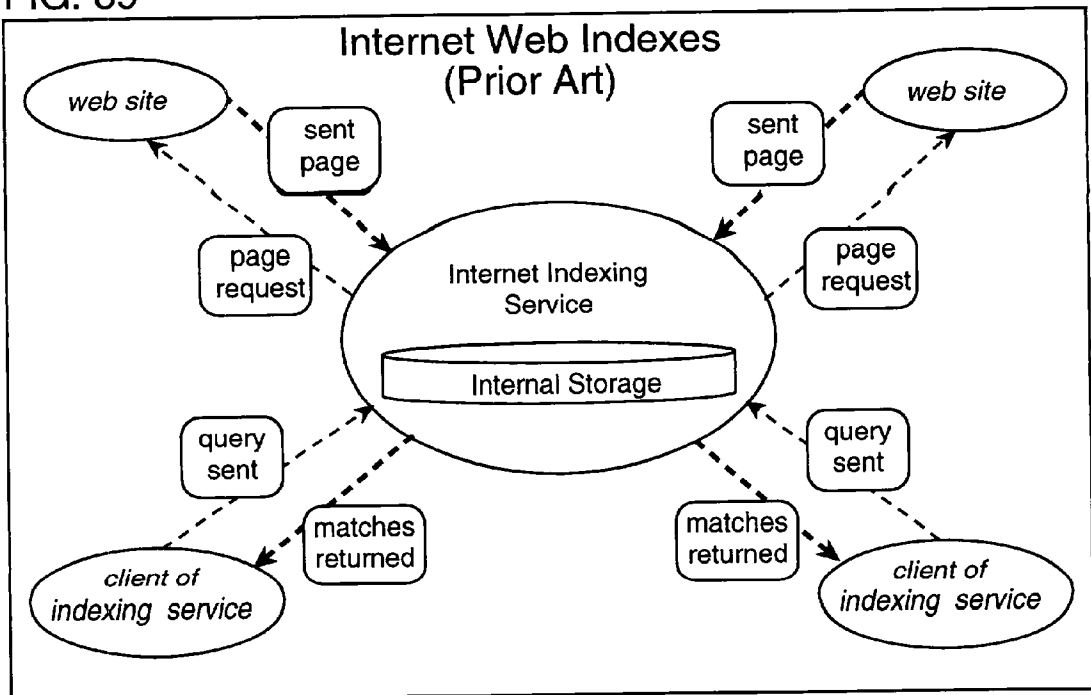 FIG. 89
Internet Web Indexes
(Prior Art)
web site
web site
sent
page
sent
page
page
request
page
request
Internet Indexing
Service
Internal Storage
query
sent
query
sent
matches
returned
matches
returned
client of
indexing service
client of
indexing service